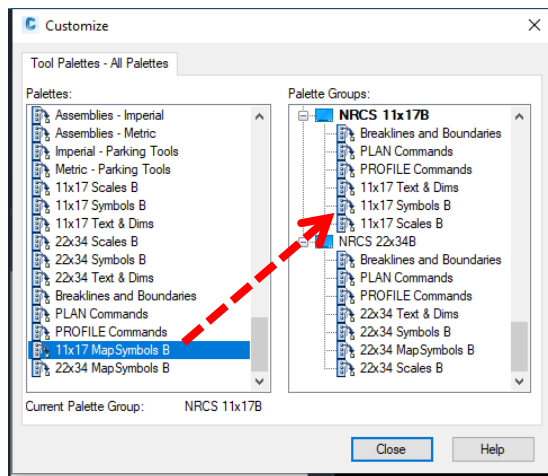 Customize
Tool Palettes - All Palettes
Palettes:
Assemblies - Imperial
Assemblies - Metric
Imperial - Parking Tools
Metric - Parking Tools
11x17 Scales B
11x17 Symbols B
11x17 Text & Dims
22x34 Scales B
22x34 Symbols B
22x34 Text & Dims
Breaklines and Boundaries
PLAN Commands
PROFILE Commands
11x17 MapSymbols B
22x34 MapSymbols B
Palette Groups:
NRCS 11x17B
Breaklines and Boundaries
PLAN Commands
PROFILE Commands
11x17 Text & Dims
11x17 Symbols B
11x17 Scales B
NRCS 22x34B
Breaklines and Boundaries
PLAN Commands
PROFILE Commands
22x34 Text & Dims
22x34 Symbols B
22x34 MapSymbols B
22x34 Scales B
Current Palette Group: NRCS 11x17B
Close Help